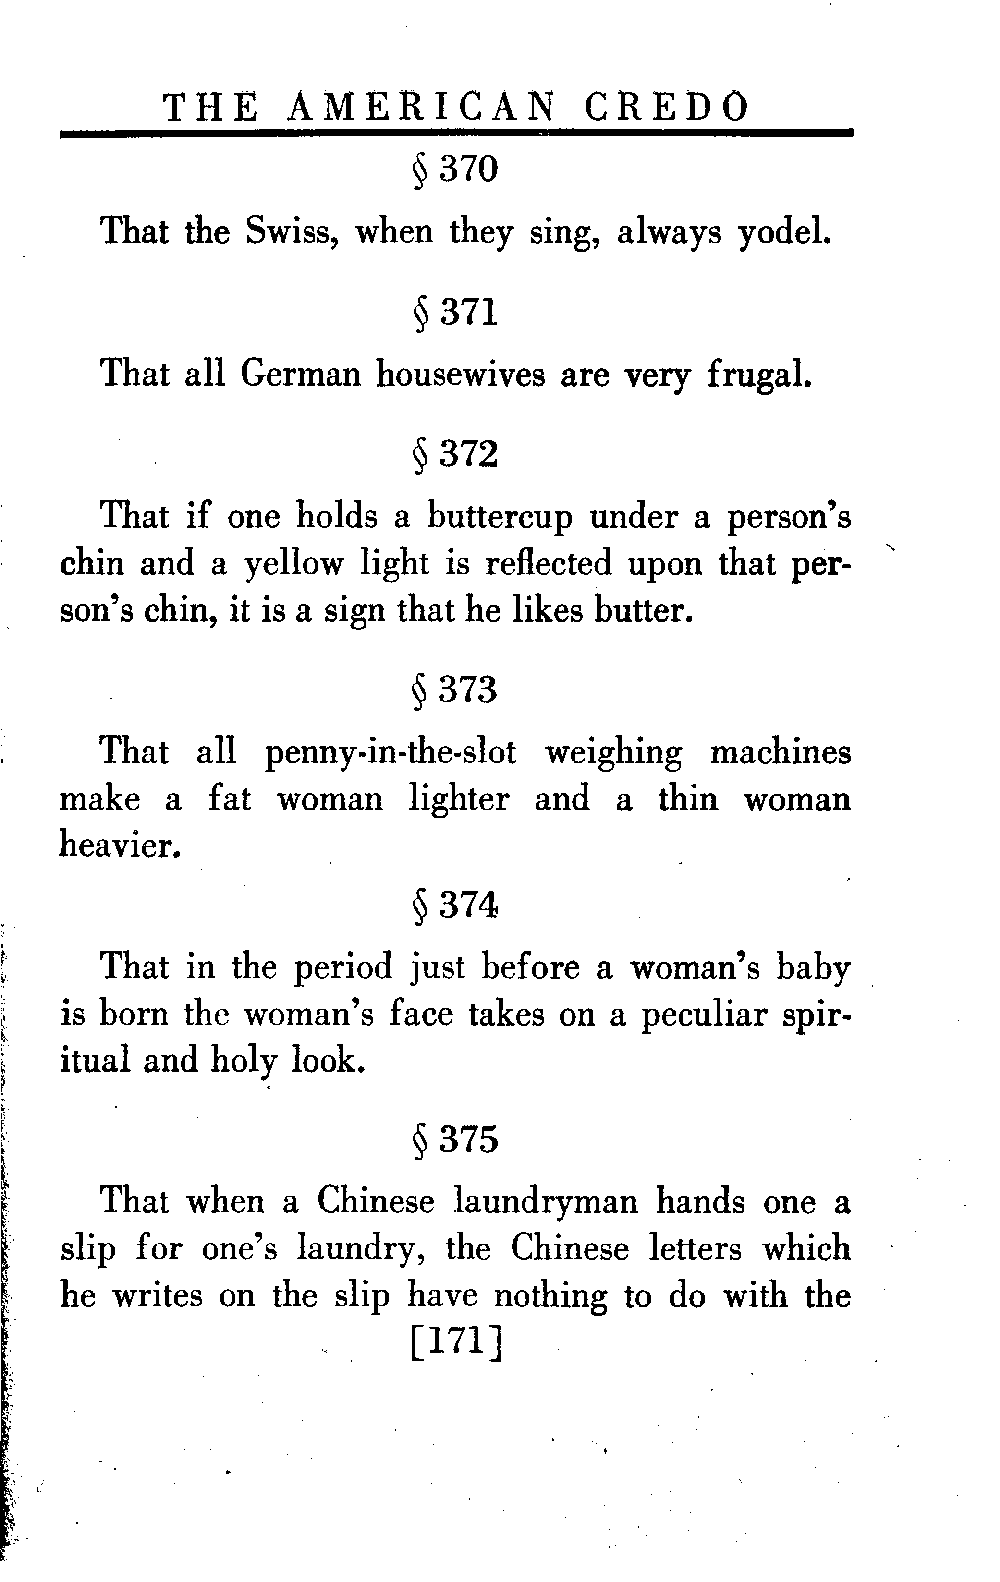 THE AMERICAN CREDO
§ 370
That the Swiss, when they sing, always yodel.
§ 371
That all German housewives are very frugal.
§ 372
That if one holds a buttercup under a person's
chin and a yellow light is reflected upon that per-
son's chin, it is a sign that he likes butter.
§ 373
That all penny-in-the-slot weighing machines
make a fat woman lighter and a thin woman
heavier.
§ 374
That in the period just before a woman's baby
is born the woman's face takes on a peculiar spir-
itual and holy look.
§ 375
That when a Chinese laundryman hands one a
slip for one's laundry, the Chinese letters which
he writes on the slip have nothing to do with the
[171]